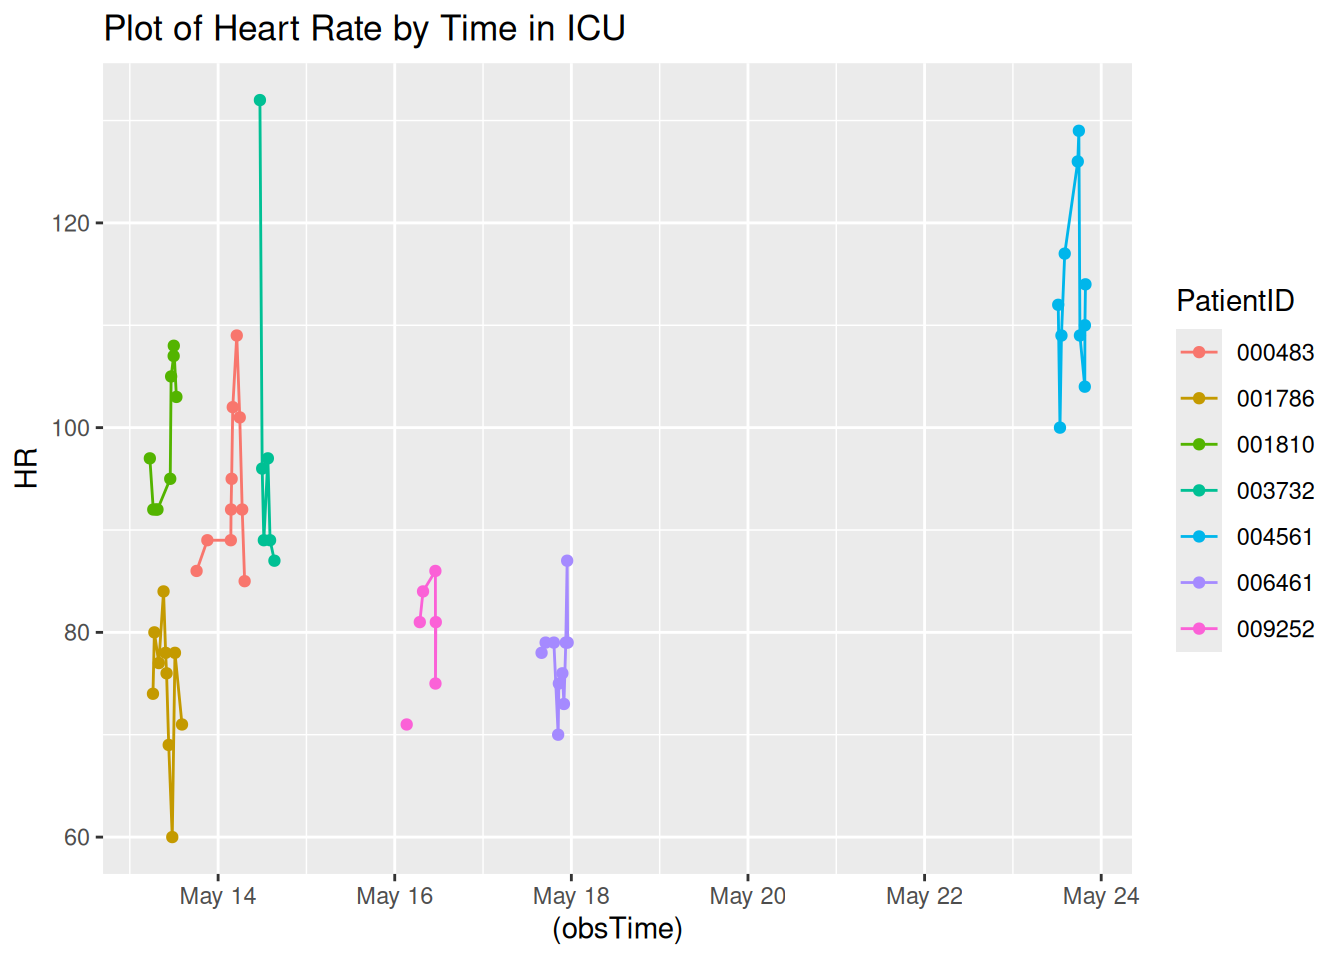 Plot of Heart Rate by Time in ICU
HR
120
100
80
60
May 14
May 16
May 18
May 20
May 22
May 24
(obsTime)
PatientID
000483
001786
001810
003732
004561
006461
009252